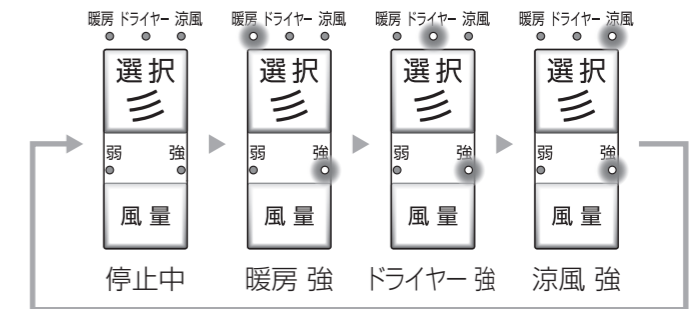 暖房 ドライヤー 涼風 暖房 ドライヤー 涼風 暖房 ドライヤー 涼風 暖房 ドライヤー 涼風
選択 選択 選択 選択
弱 強 弱 強 弱 強 弱 強
風量 風量 風量 風量
停止中 暖房 強 ドライヤー 強 涼風 強